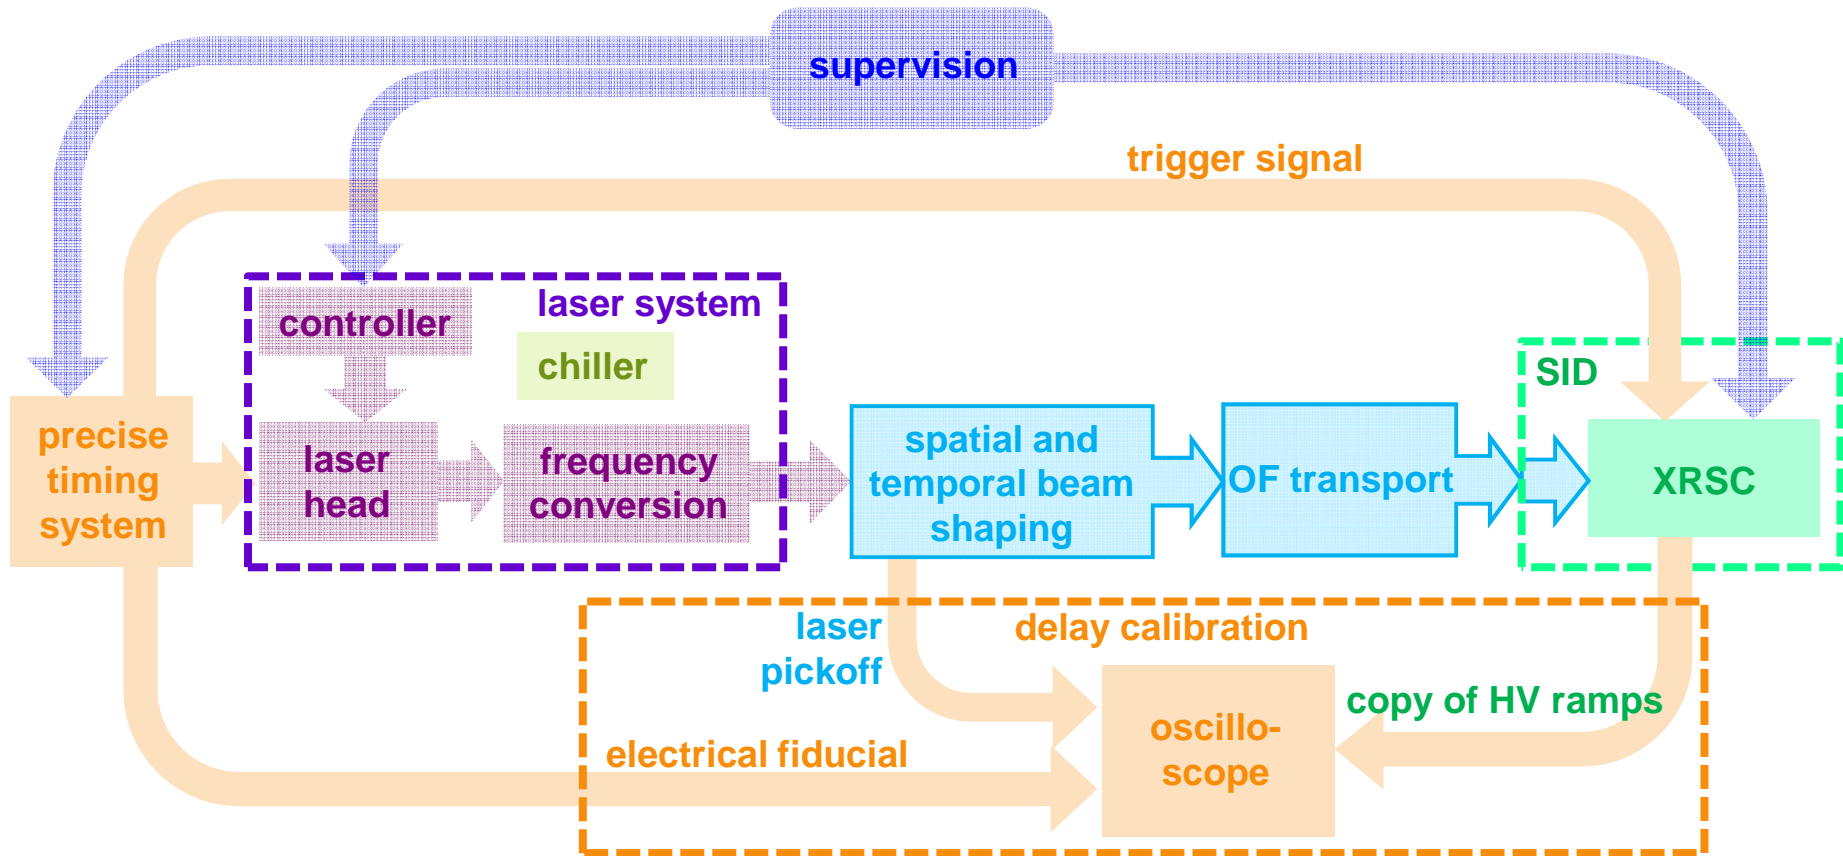 supervision
trigger signal
laser system
controller
chiller
SID
precise
timing
system
laser
head
frequency
conversion
spatial and
temporal beam
shaping
OF transport
XRSC
laser
pickoff
delay calibration
copy of HV ramps
oscillo-
scope
electrical fiducial